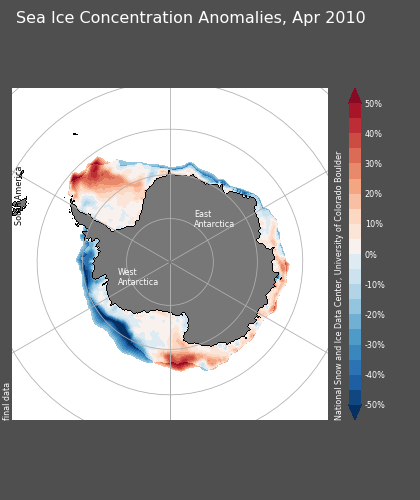 Sea Ice Concentration Anomalies, Apr 2010
South America
East
Antarctica
West
Antarctica
final data
National Snow and Ice Data Center, University of Colorado Boulder
50%
40%
30%
20%
10%
0%
-10%
-20%
-30%
-40%
-50%